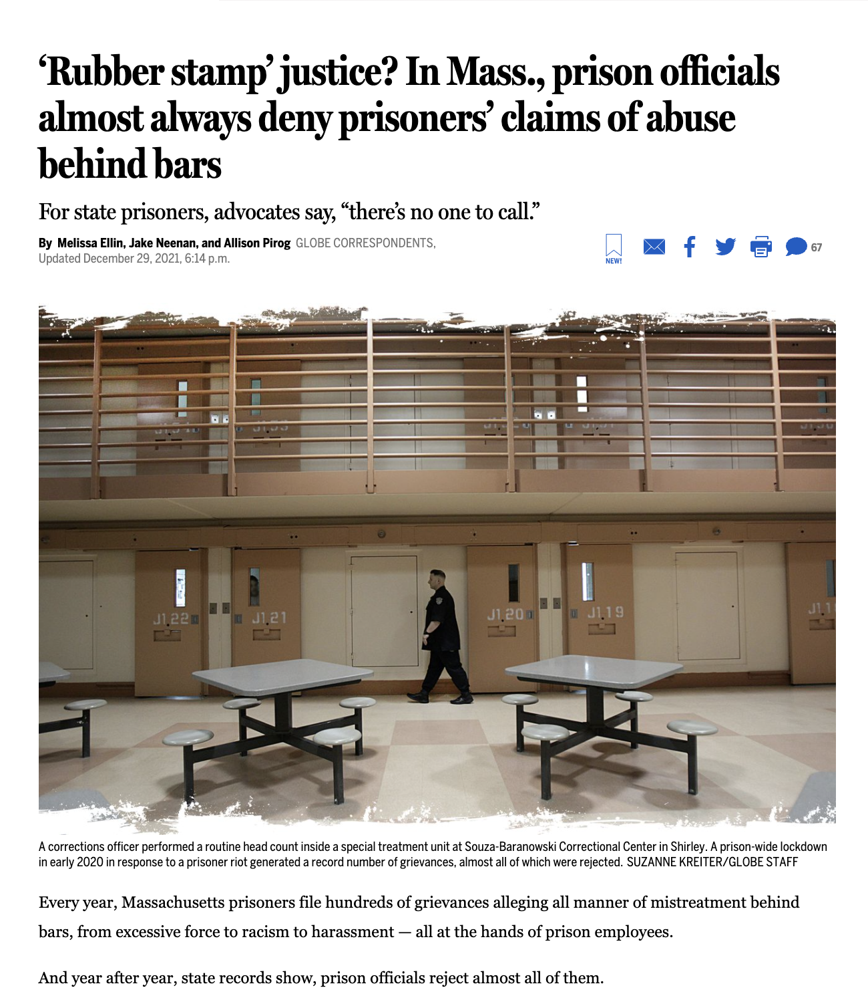 ‘Rubber stamp’ justice? In Mass., prison officials
almost always deny prisoners’ claims of abuse
behind bars
For state prisoners, advocates say, “there’s no one to call.”
By Melissa Ellin, Jake Neenan, and Allison Pirog GLOBE CORRESPONDENTS,
Updated December 29, 2021, 6:14 p.m.
NEW!
67
J1.33
J1.22
J1.21
J1.20
J1.19
A corrections officer performed a routine head count inside a special treatment unit at Souza-Baranowski Correctional Center in Shirley. A prison-wide lockdown
in early 2020 in response to a prisoner riot generated a record number of grievances, almost all of which were rejected. SUZANNE KREITER/GLOBE STAFF
Every year, Massachusetts prisoners file hundreds of grievances alleging all manner of mistreatment behind
bars, from excessive force to racism to harassment — all at the hands of prison employees.
And year after year, state records show, prison officials reject almost all of them.